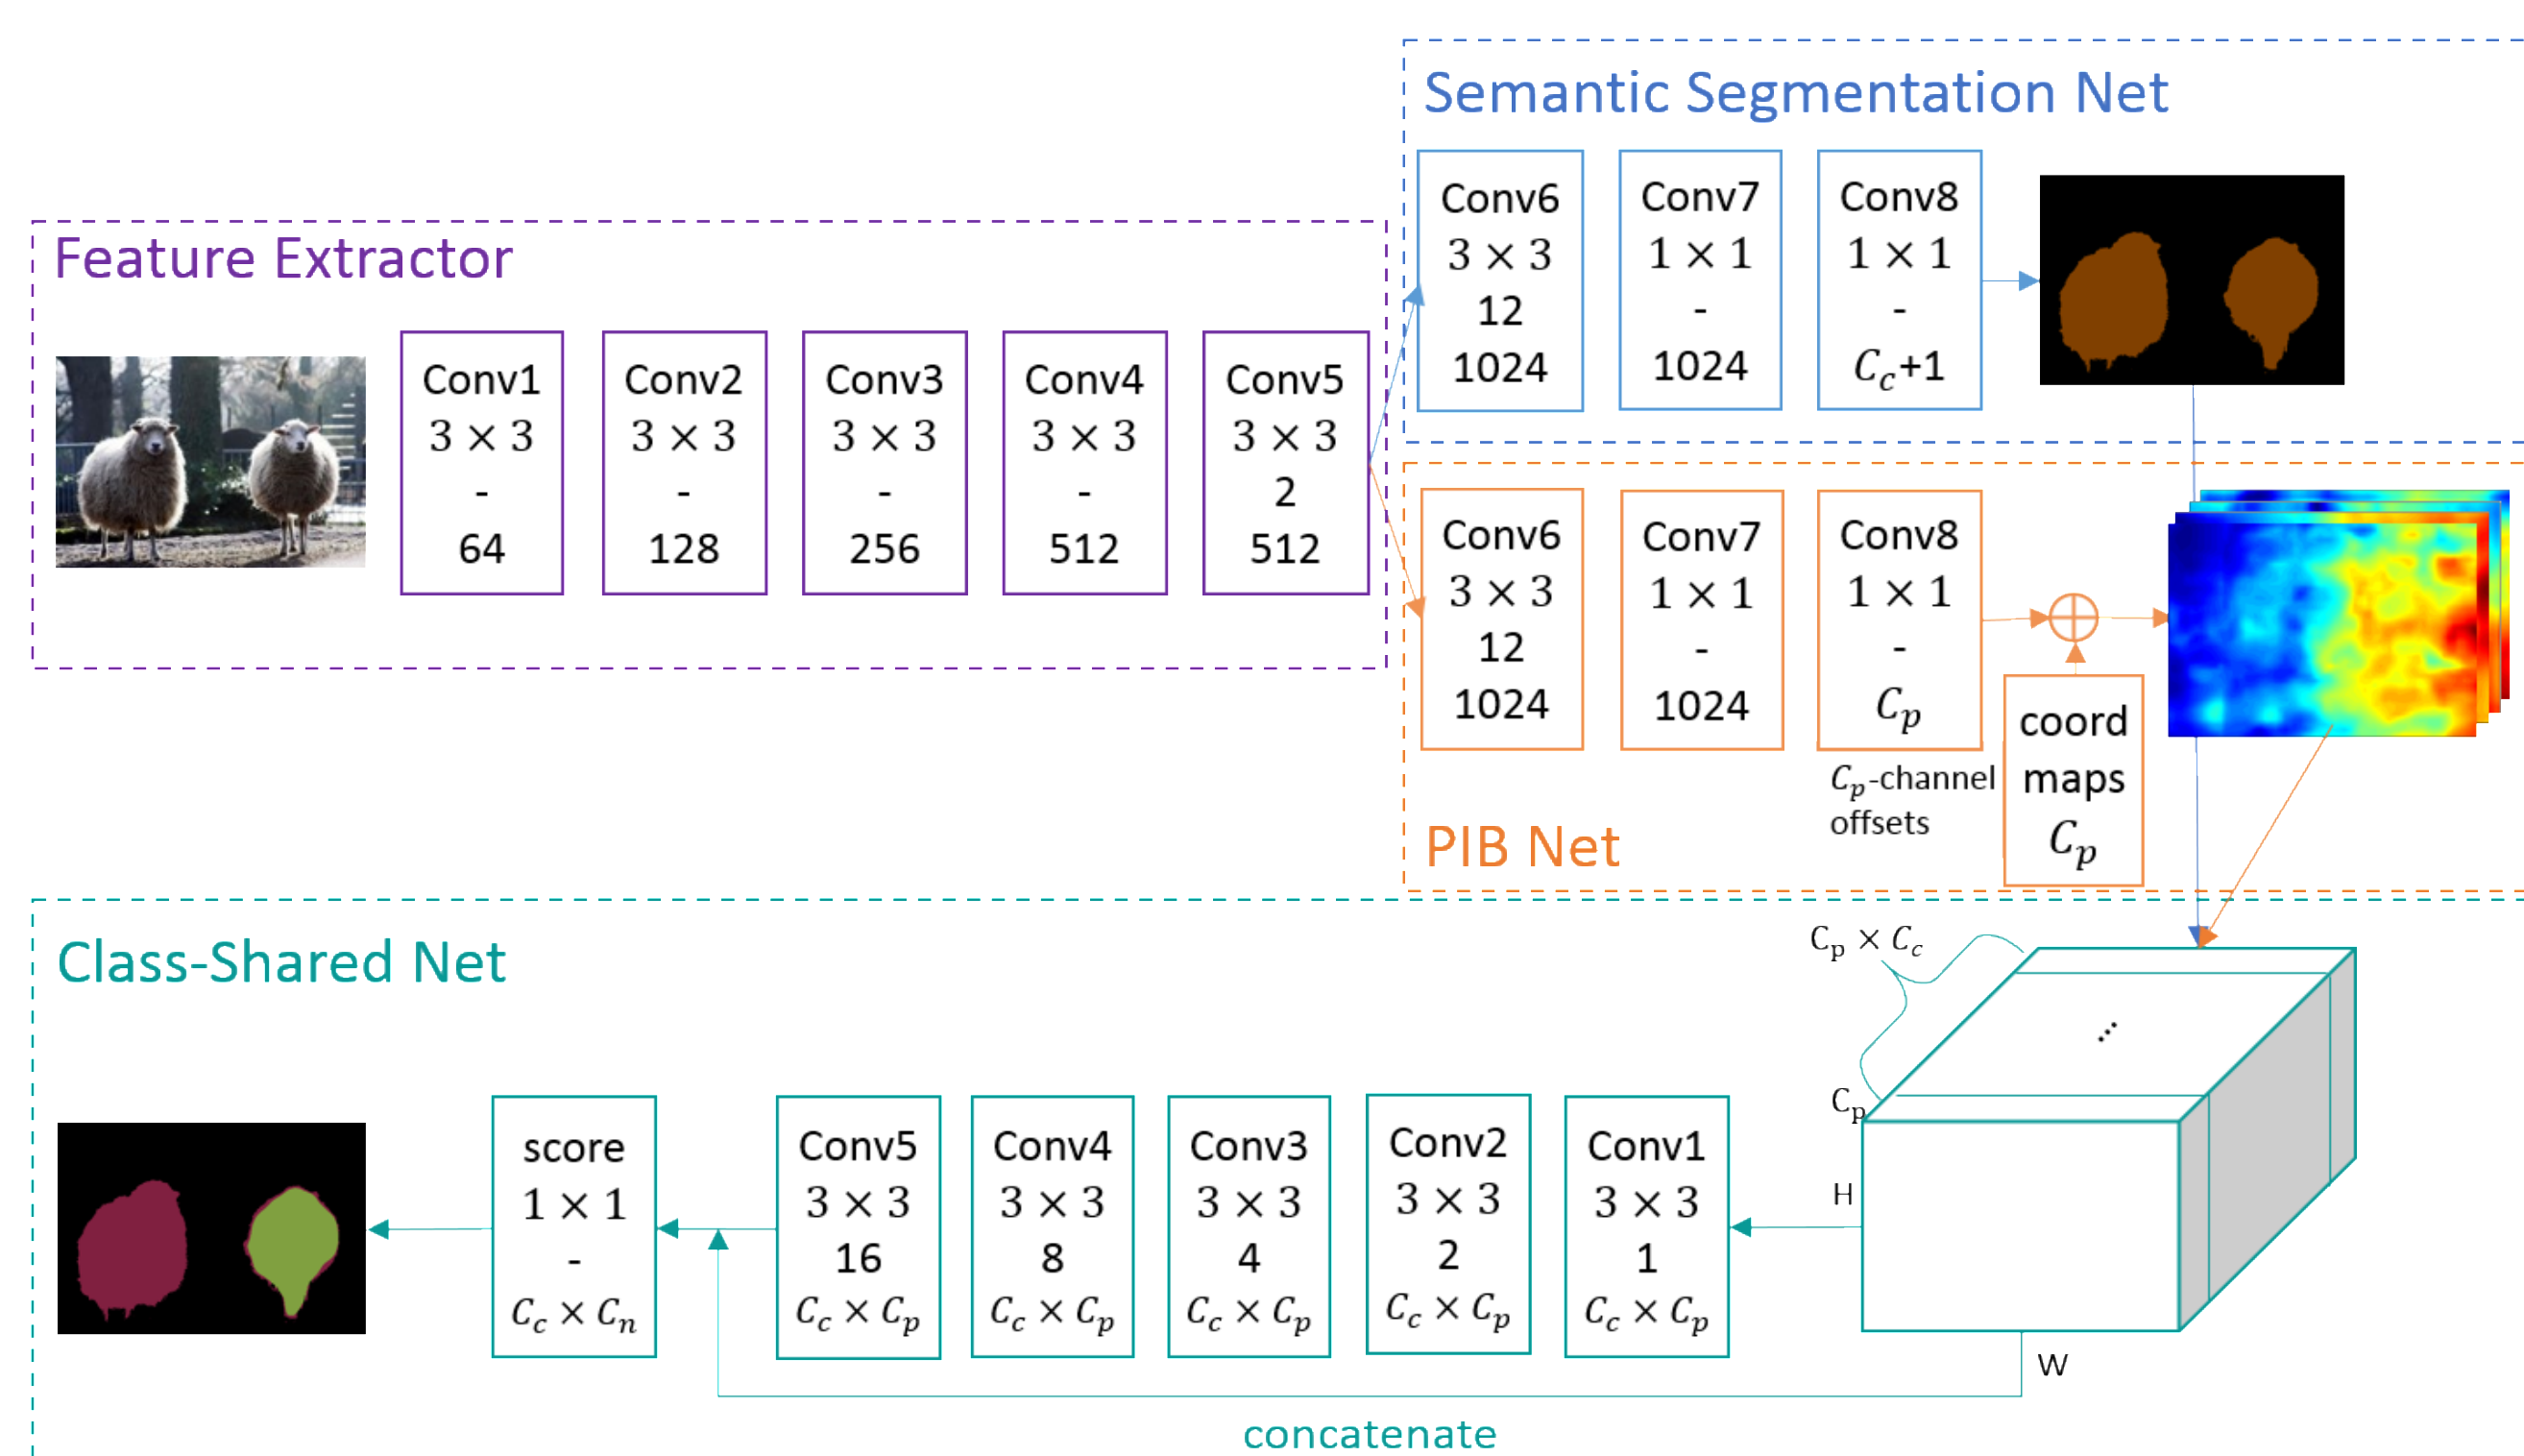 Semantic Segmentation Net
Conv6
3 × 3
12
1024
Conv7
1 × 1
-
1024
Conv8
1 × 1
-
C_c+1
Feature Extractor
Conv1
3 × 3
-
64
Conv2
3 × 3
-
128
Conv3
3 × 3
-
256
Conv4
3 × 3
-
512
Conv5
3 × 3
2
512
Conv6
3 × 3
12
1024
Conv7
1 × 1
-
1024
Conv8
1 × 1
-
C_p
C_p-channel
offsets
coord
maps
C_p
PIB Net
Class-Shared Net
C_p × C_c
C_p
H
W
score
1 × 1
-
C_c × C_n
Conv5
3 × 3
16
C_c × C_p
Conv4
3 × 3
8
C_c × C_p
Conv3
3 × 3
4
C_c × C_p
Conv2
3 × 3
2
C_c × C_p
Conv1
3 × 3
1
C_c × C_p
concatenate